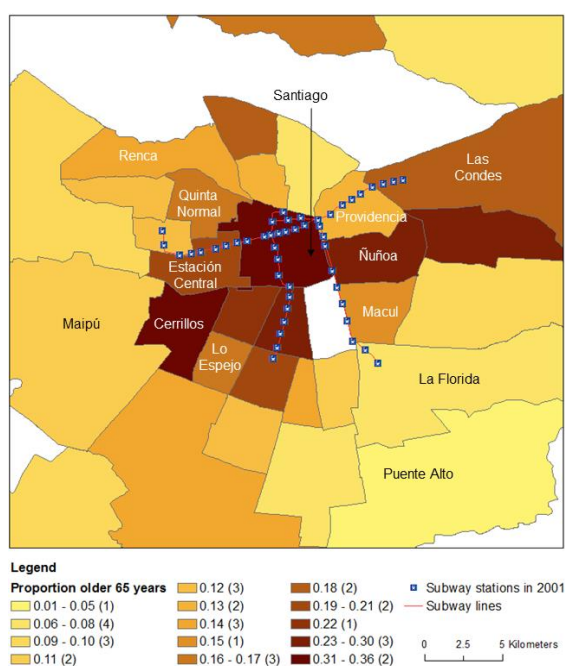 Santiago
Renca
Las
Condes
Quinta
Normal
Providencia
Ñuñoa
Estación
Central
Maipú
Cerrillos
Macul
Lo
Espejo
La Florida
Puente Alto
Legend
Proportion older 65 years
0.01 - 0.05 (1)
0.06 - 0.08 (4)
0.09 - 0.10 (3)
0.11 (2)
0.12 (3)
0.13 (2)
0.14 (3)
0.15 (1)
0.16 - 0.17 (3)
0.18 (2)
0.19 - 0.21 (2)
0.22 (1)
0.23 - 0.30 (3)
0.31 - 0.36 (2)
Subway stations in 2001
Subway lines
0 2.5 5 Kilometers